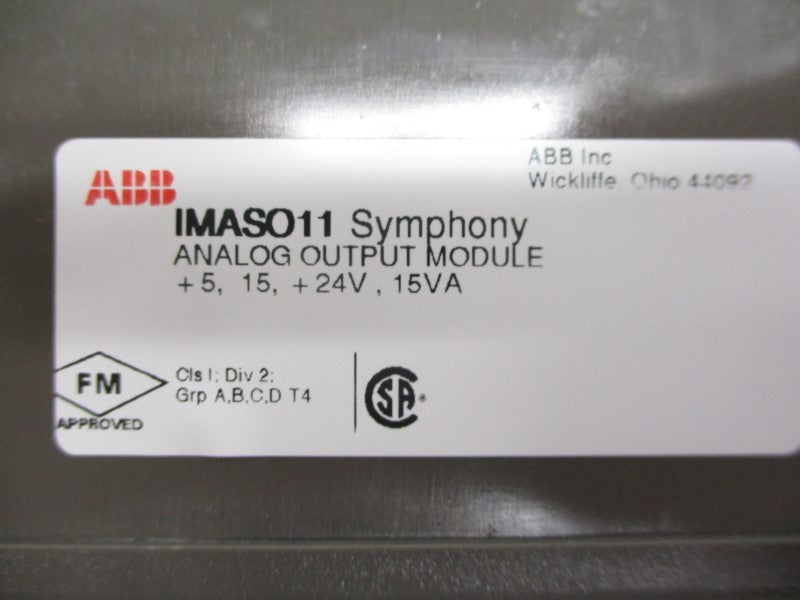 ABB
ABB Inc
Wickliffe, Ohio 44092
IMASO11 Symphony
ANALOG OUTPUT MODULE
+5, 15, +24V, 15VA
FM
APPROVED
Cls I; Div 2;
Grp A,B,C,D T4
CSA®